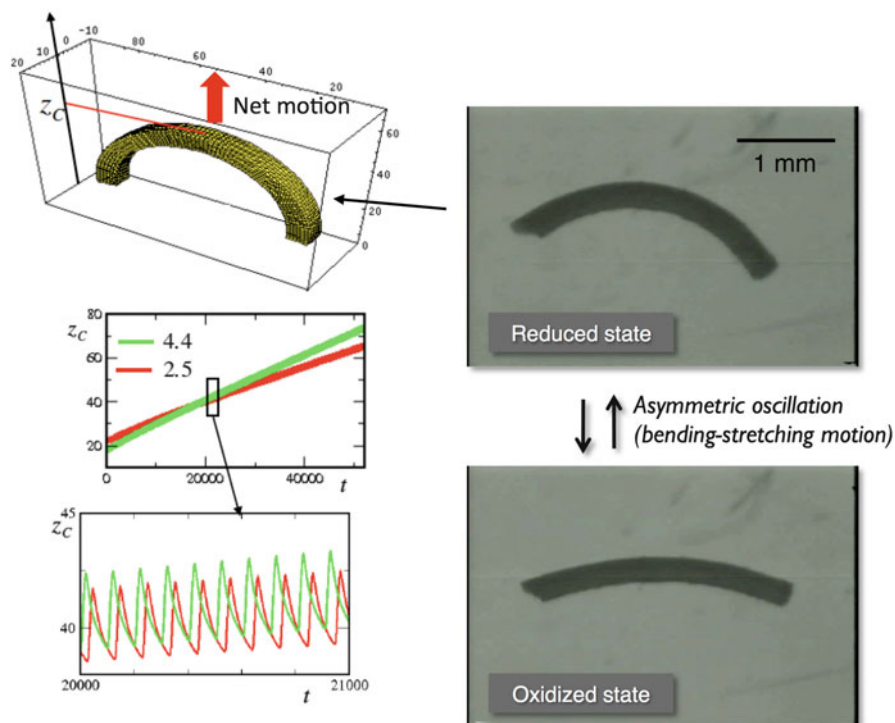 -10
0
10
20
80
60
40
20
Net motion
z_C
60
40
20
0
1 mm
Reduced state
Asymmetric oscillation
(bending-stretching motion)
Oxidized state
80
z_C
60
40
20
4.4
2.5
0
20000
40000
t
45
z_C
40
20000
21000
t